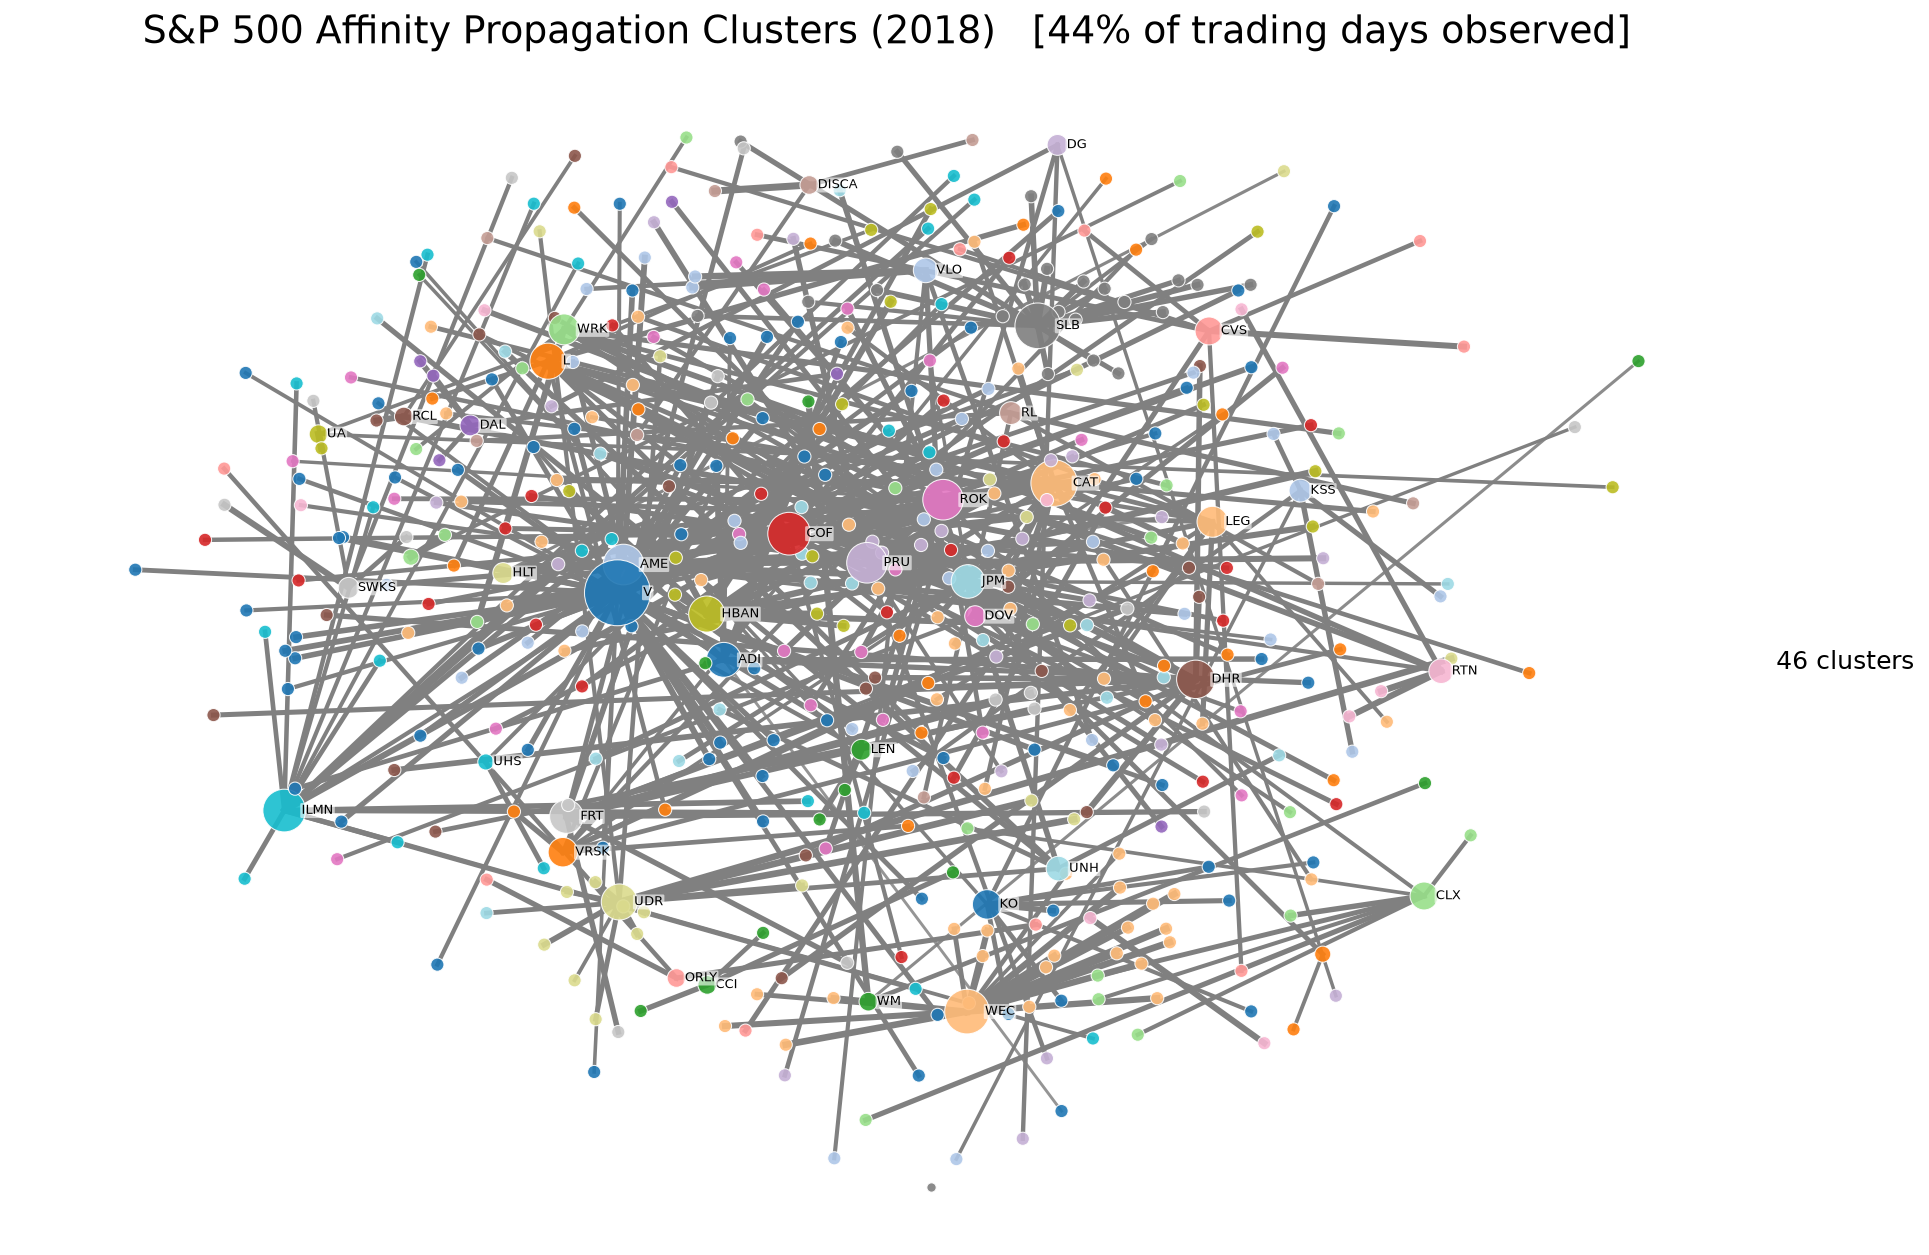 S&P 500 Affinity Propagation Clusters (2018)   [44% of trading days observed]
DG
DISCA
VLO
SLB
CVS
WRK
L
RCL
DAL
UA
RL
CAT
KSS
ROK
LEG
COF
PRU
AME
V
HLT
SWKS
JPM
HBAN
DOV
ADI
DHR
RTN
46 clusters
LEN
UHS
ILMN
FRT
VRSK
UNH
UDR
KO
CLX
ORLY
CCI
WM
WEC